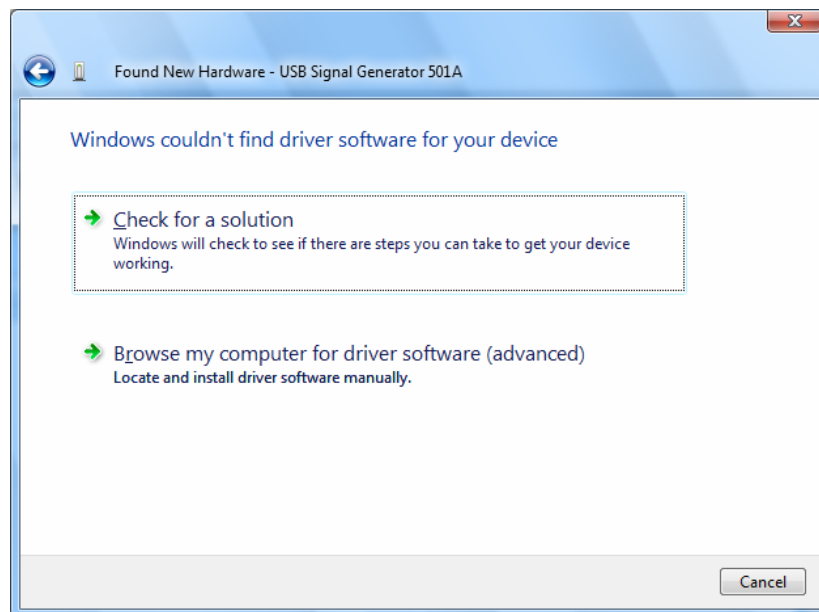 Found New Hardware - USB Signal Generator 501A
Windows couldn't find driver software for your device
Check for a solution
Windows will check to see if there are steps you can take to get your device
working.
Browse my computer for driver software (advanced)
Locate and install driver software manually.
Cancel